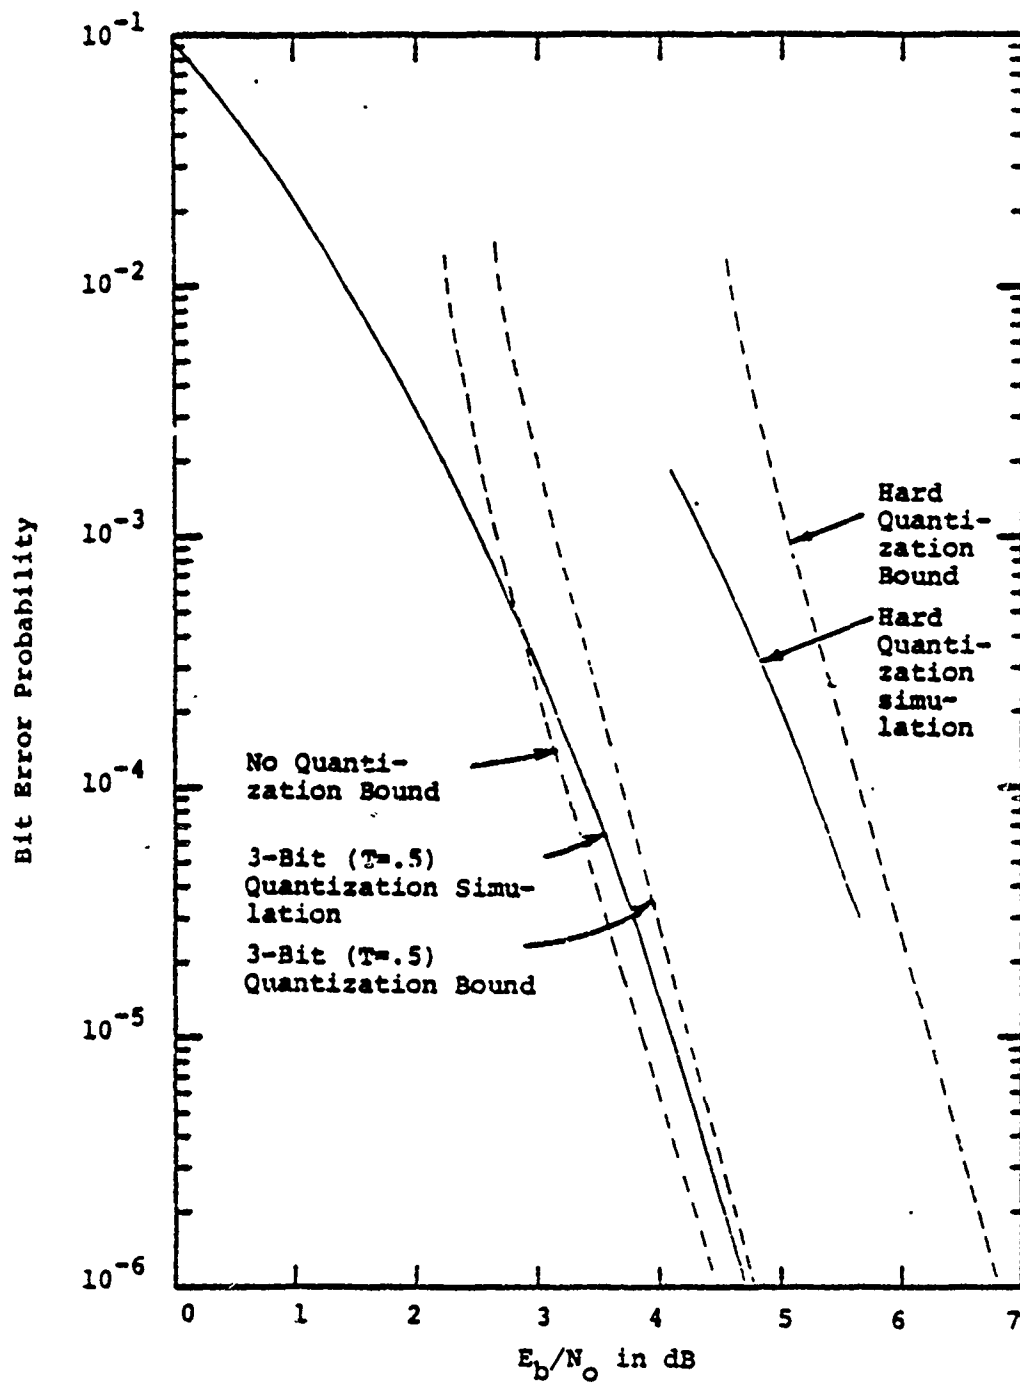 10-1
10-2
10-3
10-4
10-5
10-6
Bit Error Probability
Hard
Quanti-
zation
Bound
Hard
Quanti-
zation
simu-
lation
No Quanti-
zation Bound
3-Bit (T=.5)
Quantization Simu-
lation
3-Bit (T=.5)
Quantization Bound
0 1 2 3 4 5 6 7
Eb/No in dB